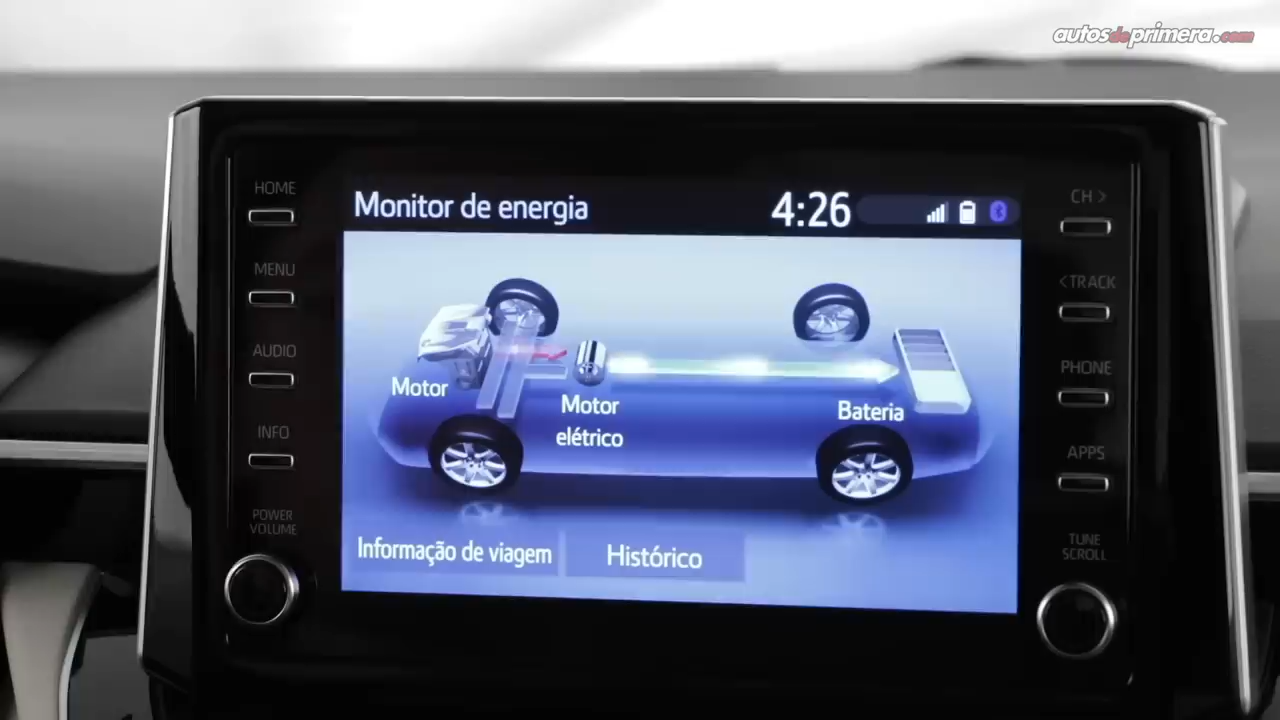 autosdeprimera.com
HOME
MENU
AUDIO
INFO
POWER
VOLUME
Monitor de energia
4:26
Motor
Motor
elétrico
Bateria
Informação de viagem
Histórico
CH >
< TRACK
PHONE
APPS
TUNE
SCROLL